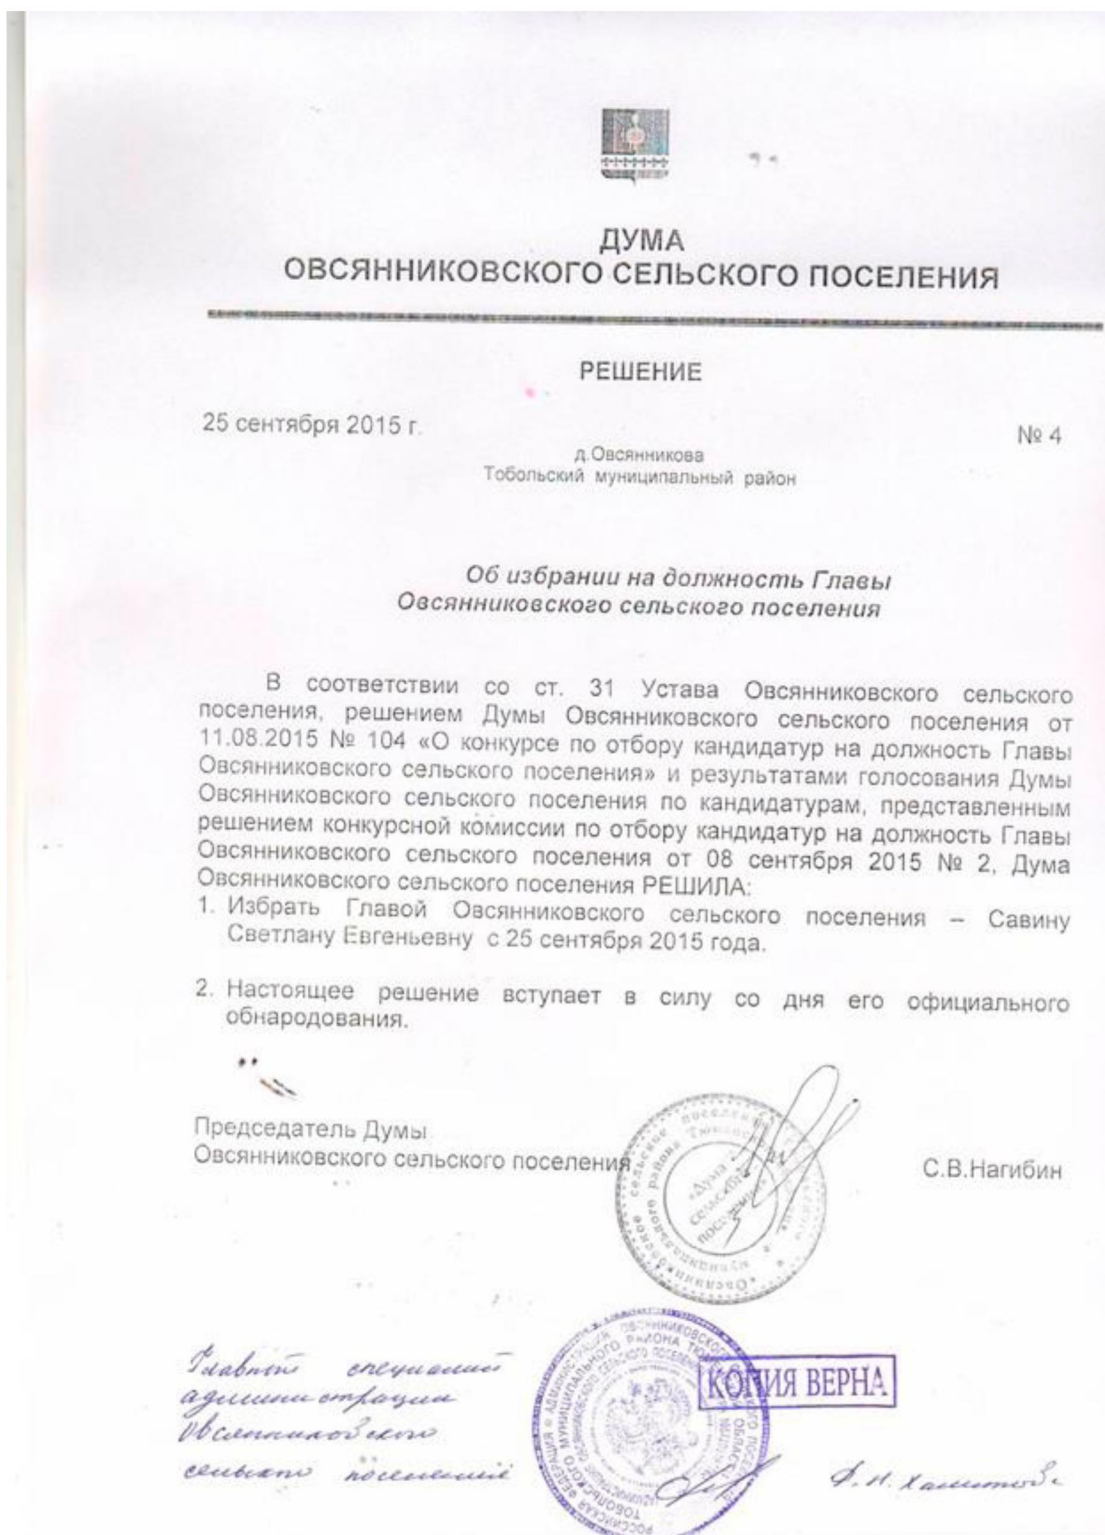 ДУМА
ОВСЯННИКОВСКОГО СЕЛЬСКОГО ПОСЕЛЕНИЯ
РЕШЕНИЕ
25 сентября 2015 г.
№ 4
д.Овсянникова
Тобольский муниципальный район
Об избрании на должность Главы
Овсянниковского сельского поселения
В соответствии со ст. 31 Устава Овсянниковского сельского
поселения, решением Думы Овсянниковского сельского поселения от
11.08.2015 № 104 «О конкурсе по отбору кандидатур на должность Главы
Овсянниковского сельского поселения» и результатами голосования Думы
Овсянниковского сельского поселения по кандидатурам, представленным
решением конкурсной комиссии по отбору кандидатур на должность Главы
Овсянниковского сельского поселения от 08 сентября 2015 № 2, Дума
Овсянниковского сельского поселения РЕШИЛА:
1. Избрать Главой Овсянниковского сельского поселения – Савину
Светлану Евгеньевну с 25 сентября 2015 года.
2. Настоящее решение вступает в силу со дня его официального
обнародования.
Председатель Думы
Овсянниковского сельского поселения
С.В.Нагибин
«Дума
сельского
поселения»
КОПИЯ ВЕРНА
Главный специалист
администрации
Овсянниковского
сельского поселения